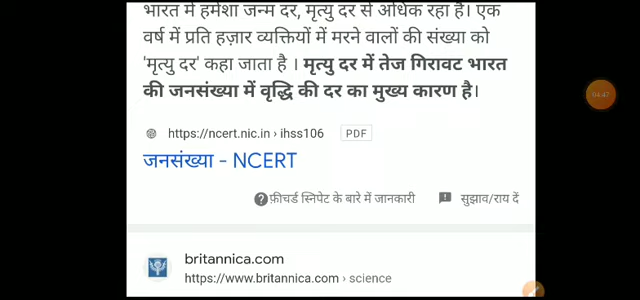 भारत में हमेशा जन्म दर, मृत्यु दर से अधिक रहा है। एक
वर्ष में प्रति हज़ार व्यक्तियों में मरने वालों की संख्या को
'मृत्यु दर' कहा जाता है । मृत्यु दर में तेज गिरावट भारत
की जनसंख्या में वृद्धि की दर का मुख्य कारण है।
04:47
https://ncert.nic.in › ihss106 PDF
जनसंख्या - NCERT
फ़ीचर्ड स्निपेट के बारे में जानकारी सुझाव/राय दें
britannica.com
https://www.britannica.com › science